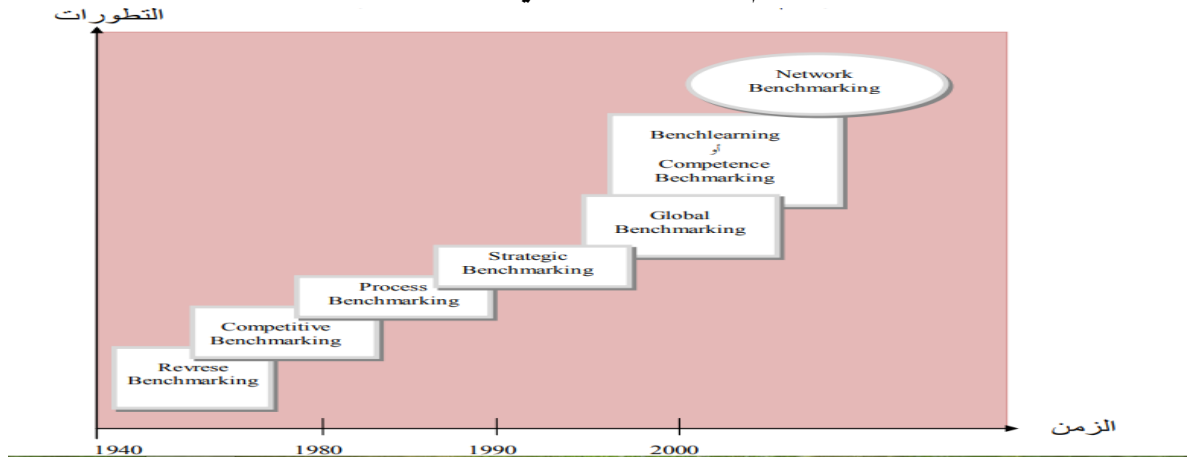 التطورات
Network
Benchmarking
Benchlearning
أو
Competence
Bechmarking
Global
Benchmarking
Strategic
Benchmarking
Process
Benchmarking
Competitive
Benchmarking
Revrese
Benchmarking
الزمن
1940
1980
1990
2000